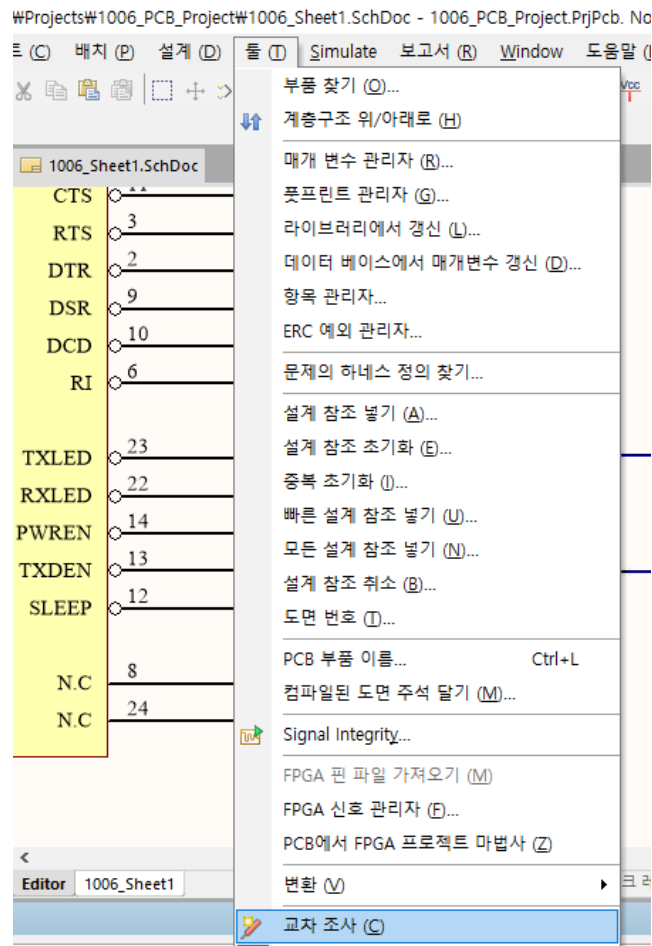 ₩Projects₩1006_PCB_Project₩1006_Sheet1.SchDoc - 1006_PCB_Project.PrjPcb. No
트 (C) 배치 (P) 설계 (D) 툴 (T) Simulate 보고서 (R) Window 도움말 (
Vcc
부품 찾기 (O)...
계층구조 위/아래로 (H)
1006_Sheet1.SchDoc
매개 변수 관리자 (R)...
풋프린트 관리자 (G)...
라이브러리에서 갱신 (L)...
데이터 베이스에서 매개변수 갱신 (D)...
항목 관리자...
ERC 예외 관리자...
문제의 하네스 정의 찾기...
설계 참조 넣기 (A)...
설계 참조 초기화 (E)...
중복 초기화 (I)...
빠른 설계 참조 넣기 (U)...
모든 설계 참조 넣기 (N)...
설계 참조 취소 (B)...
도면 번호 (T)...
PCB 부품 이름... Ctrl+L
컴파일된 도면 주석 달기 (M)...
Signal Integrity...
FPGA 핀 파일 가져오기 (M)
FPGA 신호 관리자 (F)...
PCB에서 FPGA 프로젝트 마법사 (Z)
변환 (V)
교차 조사 (C)
CTS 11
RTS 3
DTR 2
DSR 9
DCD 10
RI 6
TXLED 23
RXLED 22
PWREN 14
TXDEN 13
SLEEP 12
N.C 8
N.C 24
Editor 1006_Sheet1
크 레